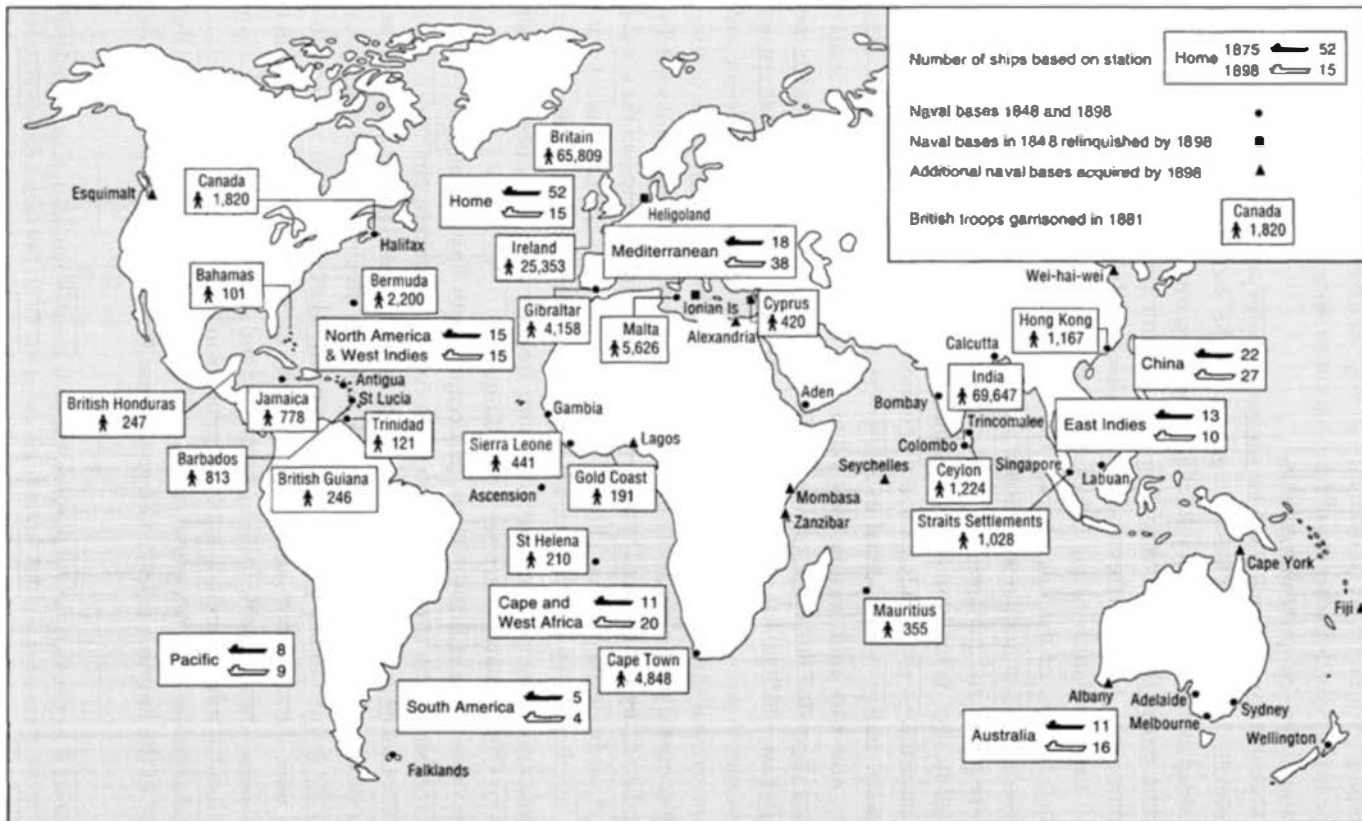 Number of ships based on station
Home 1875 52
1898 15
Naval bases 1848 and 1898
Naval bases in 1848 relinquished by 1898
Additional naval bases acquired by 1898
British troops garrisoned in 1881
Canada
1,820
Britain
65,809
Esquimalt
Canada
1,820
Halifax
Home 52
15
Heligoland
Ireland
25,353
Mediterranean 18
38
Bahamas
101
Bermuda
2,200
North America
& West Indies
15
15
Gibraltar
4,158
Malta
5,626
Ionian Is
Alexandria
Cyprus
420
Wei-hai-wei
Hong Kong
1,167
Calcutta
India
69,647
China 22
27
British Honduras
247
Jamaica
778
Antigua
St Lucia
Trinidad
121
Barbados
813
British Guiana
246
Gambia
Sierra Leone
441
Lagos
Gold Coast
191
Ascension
Aden
Bombay
Trincomalee
Colombo
Ceylon
1,224
East Indies 13
10
Singapore
Labuan
Seychelles
Mombasa
Zanzibar
Straits Settlements
1,028
St Helena
210
Cape and
West Africa
11
20
Mauritius
355
Cape York
Fiji
Pacific 8
9
Cape Town
4,848
South America 5
4
Falklands
Albany
Adelaide
Melbourne
Sydney
Australia 11
16
Wellington